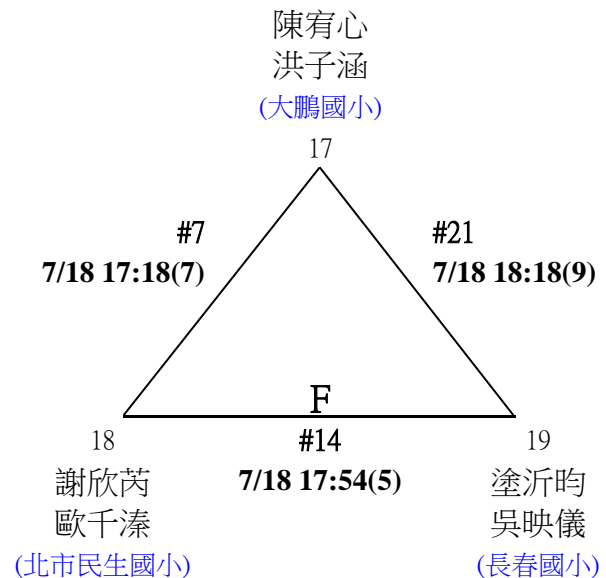 陳宥心
洪子涵
(大鵬國小)
17
#7
7/18 17:18(7)
#21
7/18 18:18(9)
F
18
#14
19
7/18 17:54(5)
謝欣芮
歐千溱
(北市民生國小)
塗沂昀
吳映儀
(長春國小)